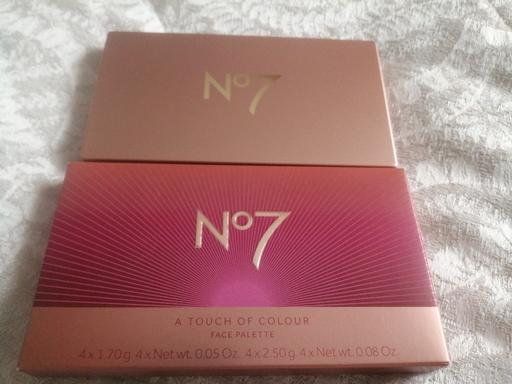 No7
No7
A TOUCH OF COLOUR
FACE PALETTE
4 x 1.70 g 4 x Net wt. 0.05 Oz. 4 x 2.50 g 4 x Net wt. 0.08 Oz.